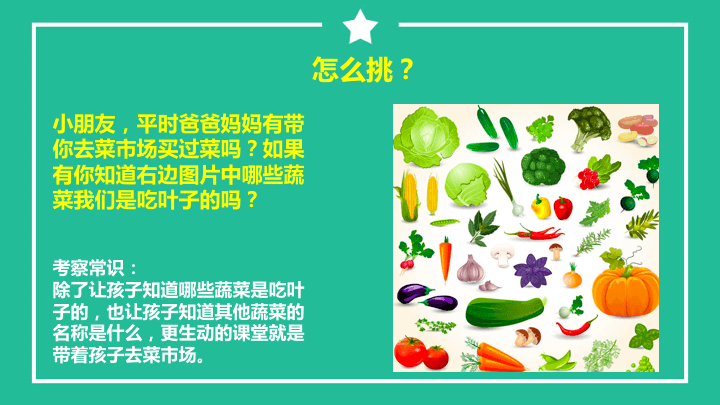 怎么挑？
小朋友，平时爸爸妈妈有带
你去菜市场买过菜吗？如果
有你知道右边图片中哪些蔬
菜我们是吃叶子的吗？
考察常识：
除了让孩子知道哪些蔬菜是吃叶
子的，也让孩子知道其他蔬菜的
名称是什么，更生动的课堂就是
带着孩子去菜市场。